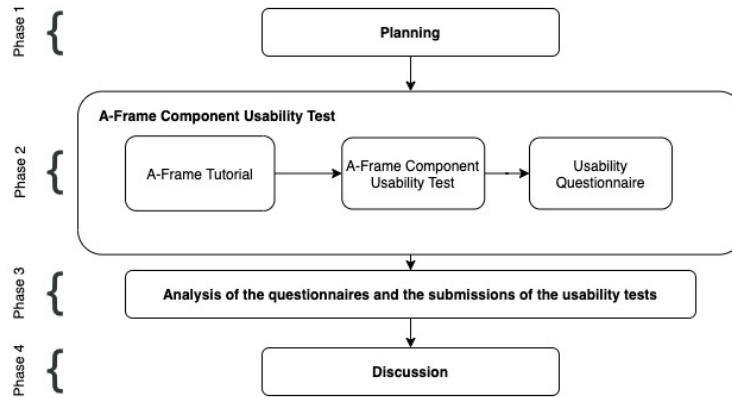 Phase 1
Planning
Phase 2
A-Frame Component Usability Test
A-Frame Tutorial
A-Frame Component
Usability Test
Usability
Questionnaire
Phase 3
Analysis of the questionnaires and the submissions of the usability tests
Phase 4
Discussion